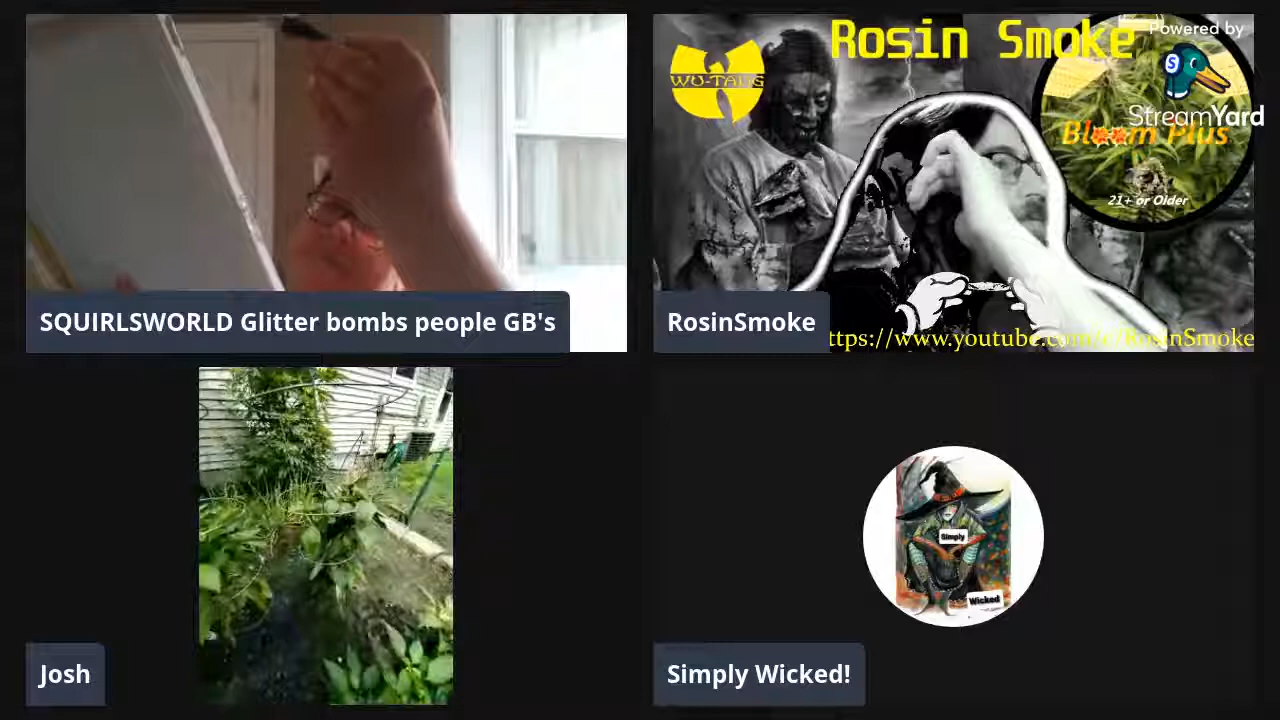 SQUIRLSWORLD Glitter bombs people GB's
Rosin Smoke
WU-TANG
Powered by
S
StreamYard
Bloom Plus
21+ or Older
RosinSmoke
ttps://www.youtube.com/c/RosinSmoke
Josh
Simply
Wicked
Simply Wicked!